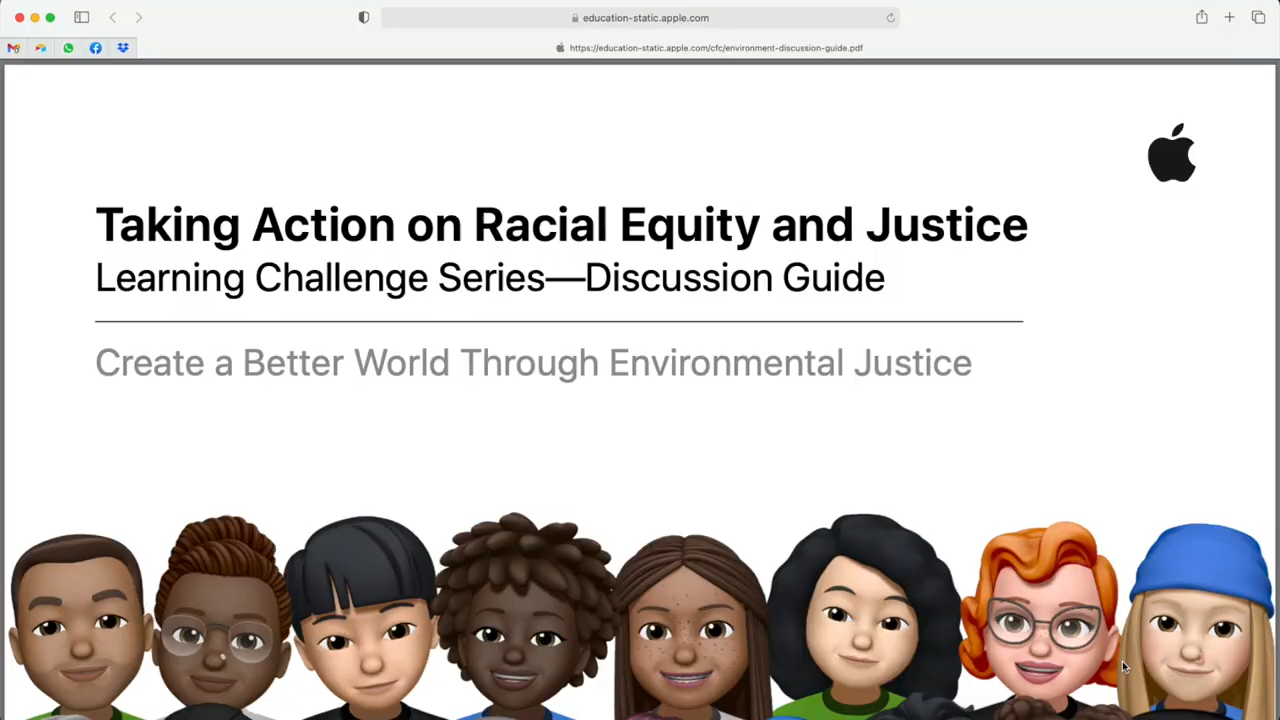 education-static.apple.com
https://education-static.apple.com/cfc/environment-discussion-guide.pdf
Taking Action on Racial Equity and Justice
Learning Challenge Series—Discussion Guide
Create a Better World Through Environmental Justice